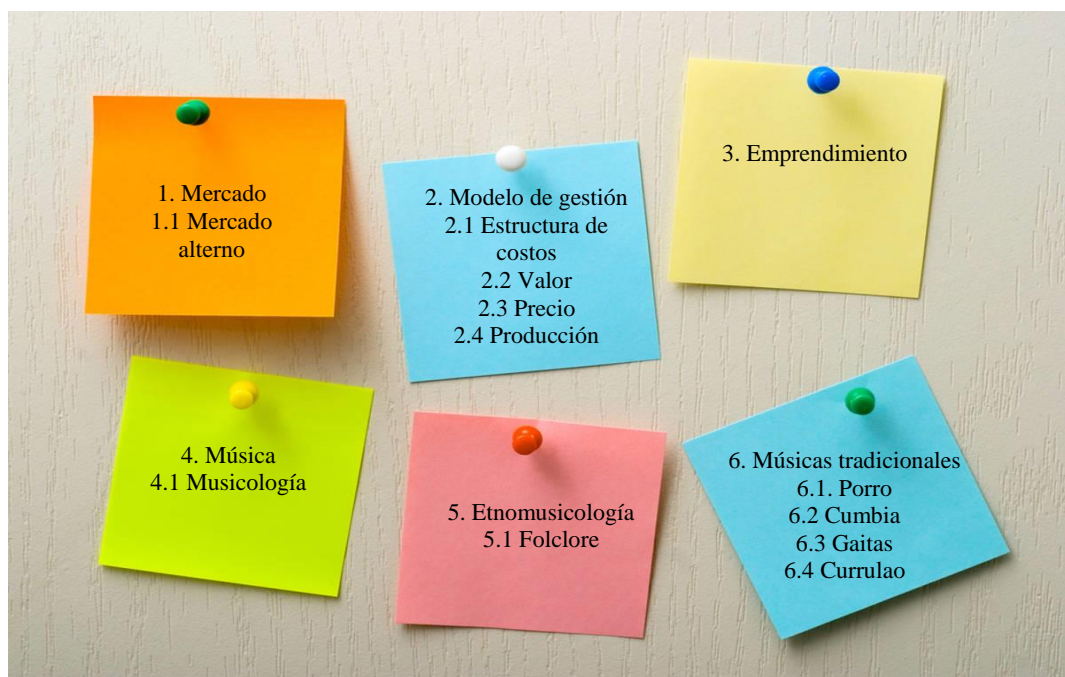 1. Mercado
1.1 Mercado
alterno
2. Modelo de gestión
2.1 Estructura de
costos
2.2 Valor
2.3 Precio
2.4 Producción
3. Emprendimiento
4. Música
4.1 Musicología
5. Etnomusicología
5.1 Folclore
6. Músicas tradicionales
6.1. Porro
6.2 Cumbia
6.3 Gaitas
6.4 Currulao